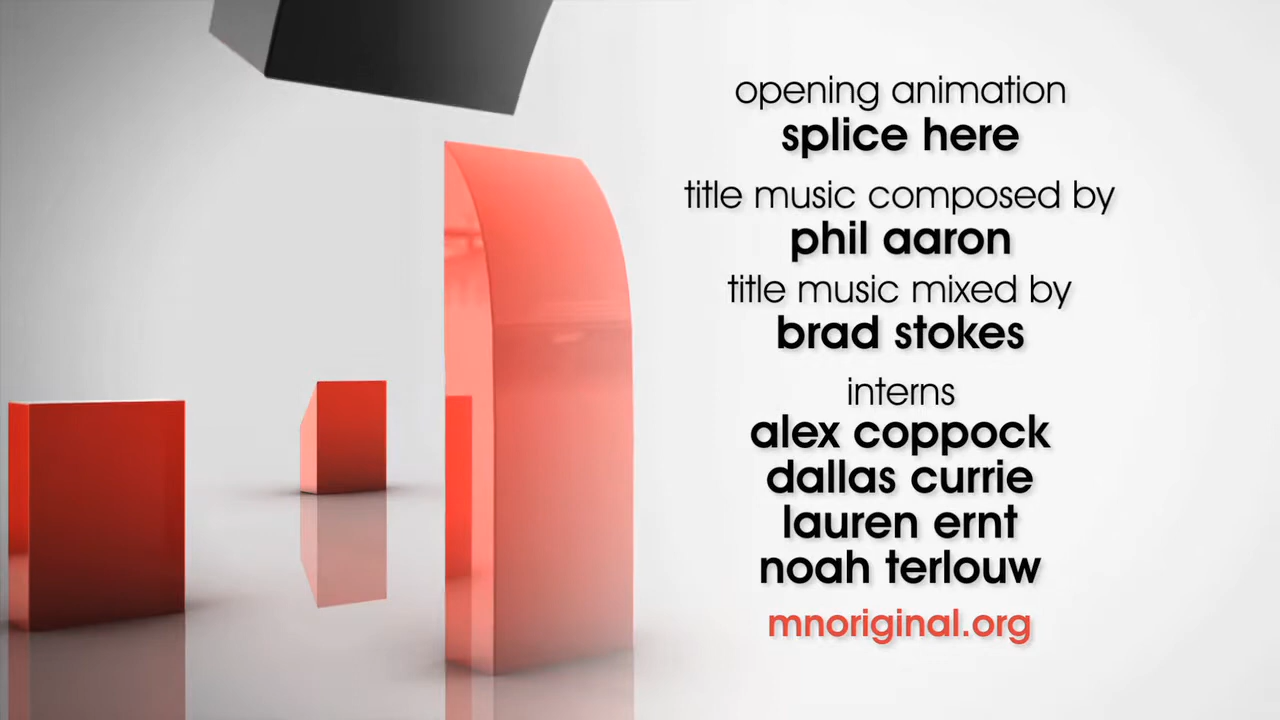 opening animation
splice here
title music composed by
phil aaron
title music mixed by
brad stokes
interns
alex coppock
dallas currie
lauren ernt
noah terlouw
mnoriginal.org